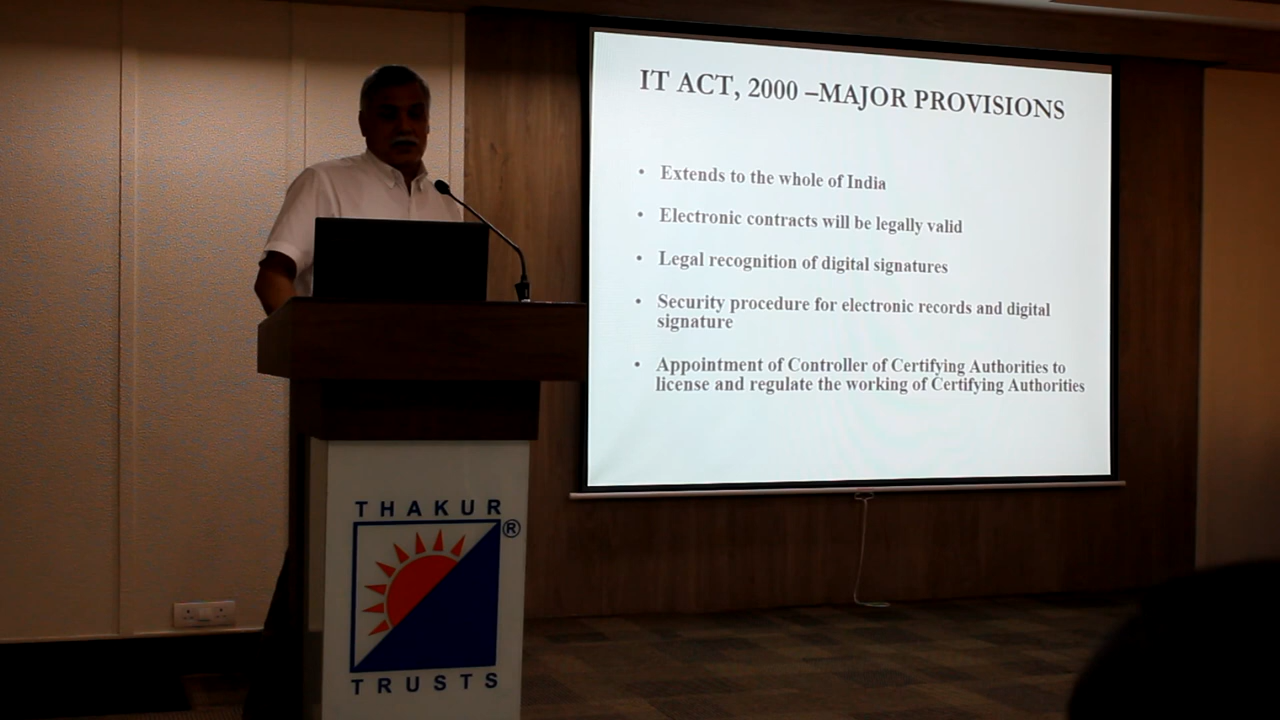 IT ACT, 2000 –MAJOR PROVISIONS
• Extends to the whole of India
• Electronic contracts will be legally valid
• Legal recognition of digital signatures
• Security procedure for electronic records and digital
signature
• Appointment of Controller of Certifying Authorities to
license and regulate the working of Certifying Authorities
THAKUR
®
TRUSTS